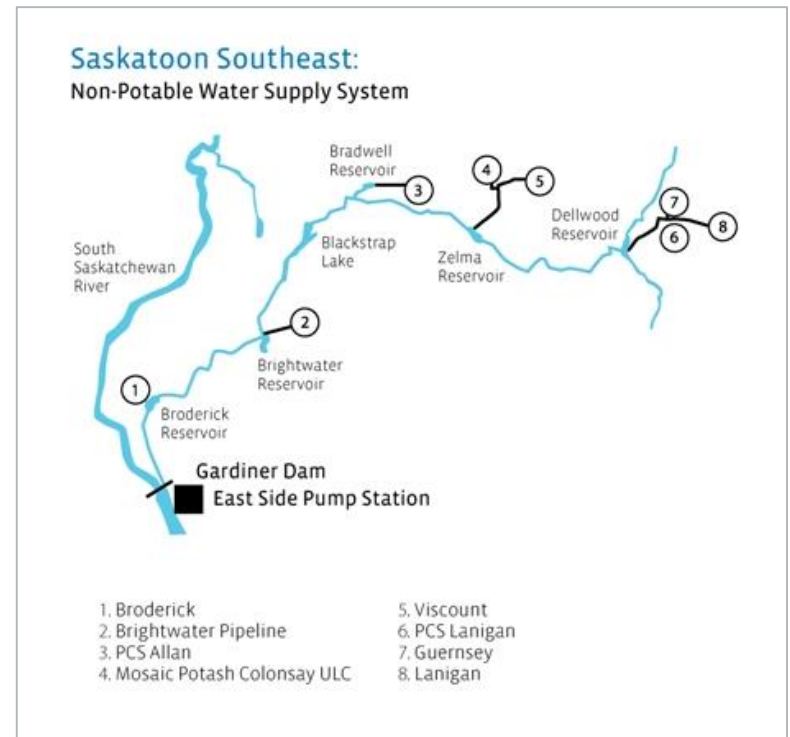 Saskatoon Southeast:
Non-Potable Water Supply System
Bradwell
Reservoir
4
5
3
7
Dellwood
Reservoir
8
6
South
Saskatchewan
River
Blackstrap
Lake
Zelma
Reservoir
2
Brightwater
Reservoir
1
Broderick
Reservoir
Gardiner Dam
East Side Pump Station
1. Broderick
2. Brightwater Pipeline
3. PCS Allan
4. Mosaic Potash Colonsay ULC
5. Viscount
6. PCS Lanigan
7. Guernsey
8. Lanigan